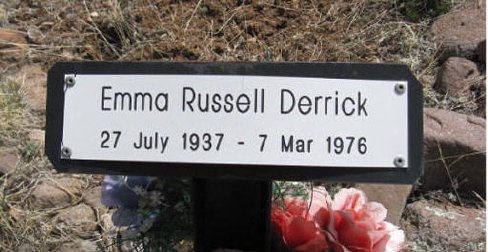 Emma Russell Derrick
27 July 1937 - 7 Mar 1976